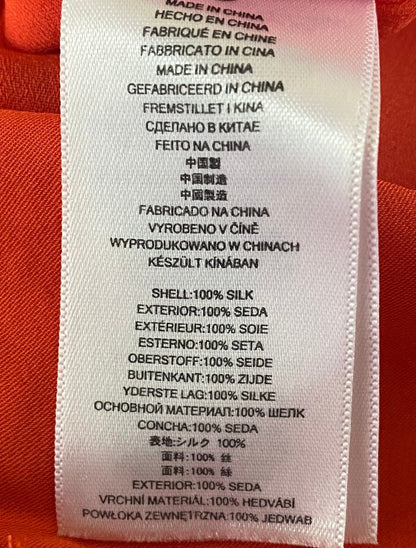 MADE IN CHINA
HECHO EN CHINA
FABRIQUÉ EN CHINE
FABBRICATO IN CINA
MADE IN CHINA
GEFABRICEERD IN CHINA
FREMSTILLET I KINA
СДЕЛАНО В КИТАЕ
FEITO NA CHINA
中国製
中国制造
中國製造
FABRICADO NA CHINA
VYROBENO V ČÍNĚ
WYPRODUKOWANO W CHINACH
KÉSZÜLT KÍNÁBAN
SHELL:100% SILK
EXTERIOR:100% SEDA
EXTÉRIEUR:100% SOIE
ESTERNO:100% SETA
OBERSTOFF:100% SEIDE
BUITENKANT:100% ZIJDE
YDERSTE LAG:100% SILKE
ОСНОВНОЙ МАТЕРИАЛ:100% ШЕЛК
CONCHA:100% SEDA
表地:シルク 100%
面料:100% 丝
面料:100% 絲
EXTERIOR:100% SEDA
VRCHNÍ MATERIÁL:100% HEDVÁBÍ
POWŁOKA ZEWNĘTRZNA:100% JEDWAB